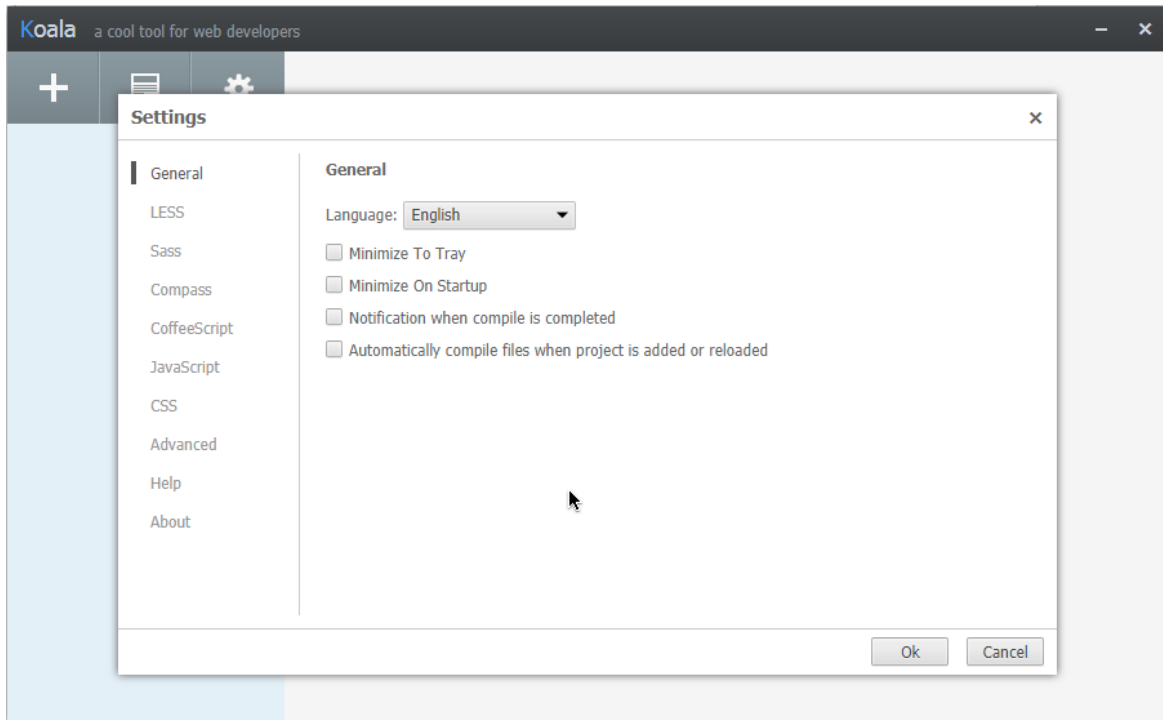 Koala a cool tool for web developers
Settings
General
LESS
Sass
Compass
CoffeeScript
JavaScript
CSS
Advanced
Help
About
General
Language: English
Minimize To Tray
Minimize On Startup
Notification when compile is completed
Automatically compile files when project is added or reloaded
Ok Cancel